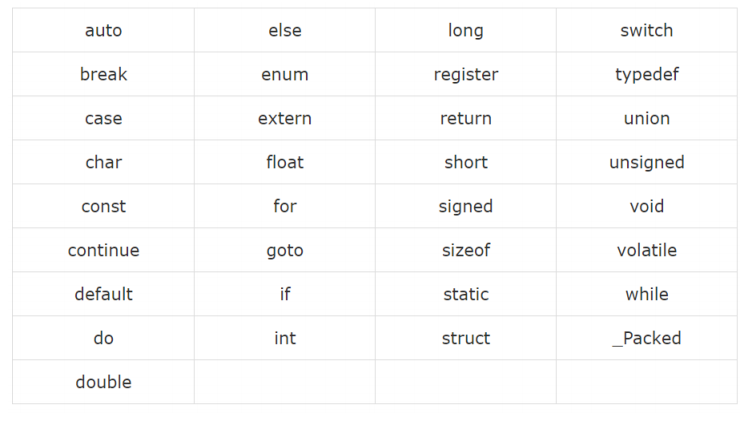 auto else long switch
break enum register typedef
case extern return union
char float short unsigned
const for signed void
continue goto sizeof volatile
default if static while
do int struct _Packed
double